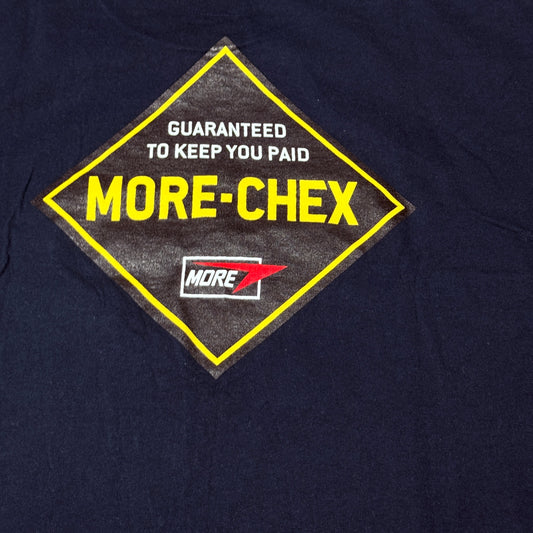 GUARANTEED
TO KEEP YOU PAID
MORE-CHEX
MORE